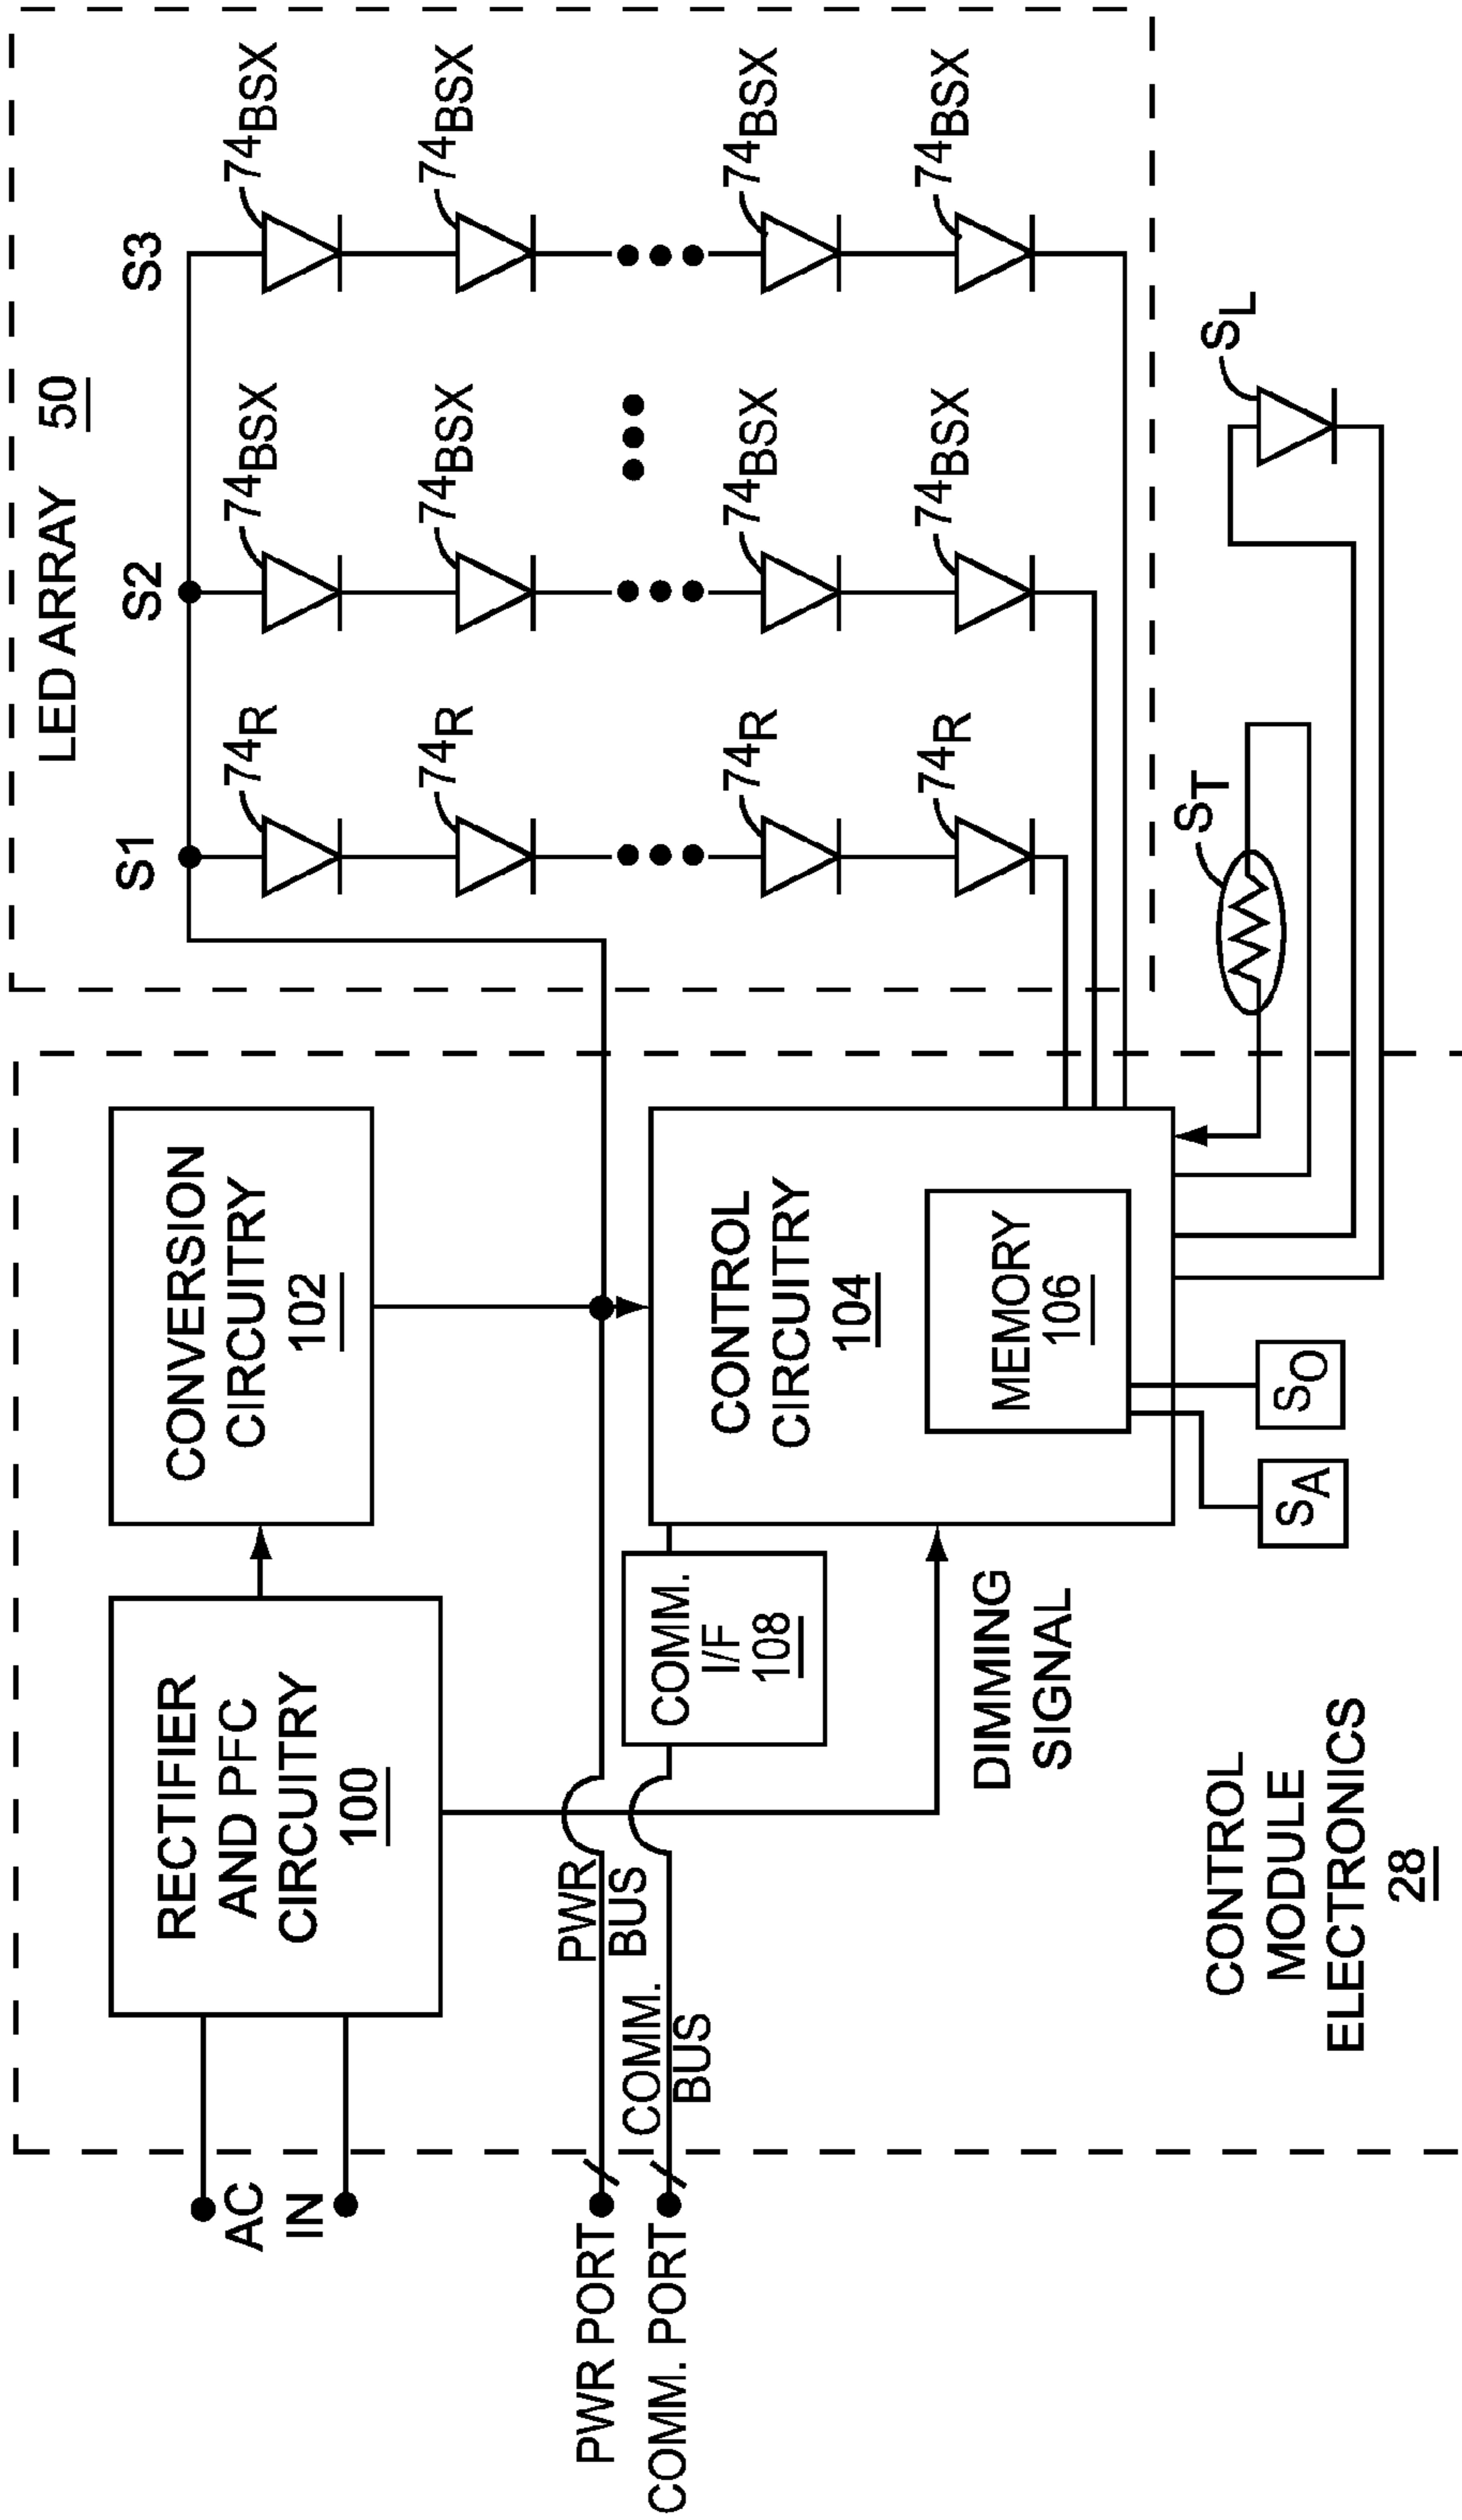 LED ARRAY 50
S1
S2
S3
74R
74BSX
74BSX
74R
74BSX
74BSX
74R
74BSX
74BSX
74R
74BSX
74BSX
ST
SL
AC
IN
RECTIFIER
AND PFC
CIRCUITRY
100
CONVERSION
CIRCUITRY
102
PWR PORT
PWR
BUS
COMM. PORT
COMM.
BUS
COMM.
I/F
108
CONTROL
CIRCUITRY
104
MEMORY
106
DIMMING
SIGNAL
SA
SO
CONTROL
MODULE
ELECTRONICS
28